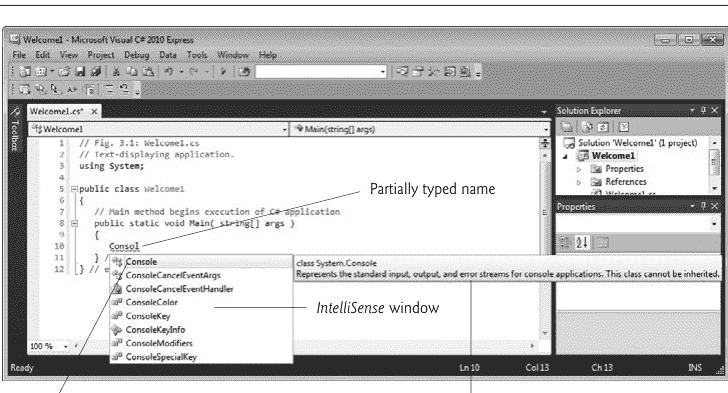 Welcome1 - Microsoft Visual C# 2010 Express
File Edit View Project Debug Data Tools Window Help
Toolbox
Welcome1.cs* ×
Welcome1
Main(string[] args)
1 // Fig. 3.1: Welcome1.cs
2 // Text-displaying application.
3 using System;
4
5 public class Welcome1
6 {
7 // Main method begins execution of C# application
8 public static void Main( string[] args )
9 {
10 Consol
11 } /
12 } // e
Partially typed name
Console
ConsoleCancelEventArgs
ConsoleCancelEventHandler
ConsoleColor
ConsoleKey
ConsoleKeyInfo
ConsoleModifiers
ConsoleSpecialKey
IntelliSense window
class System.Console
Represents the standard input, output, and error streams for console applications. This class cannot be inherited.
Solution Explorer
Solution 'Welcome1' (1 project)
Welcome1
Properties
References
Welcome1.cs
Properties
100 %
Ready Ln 10 Col 13 Ch 13 INS